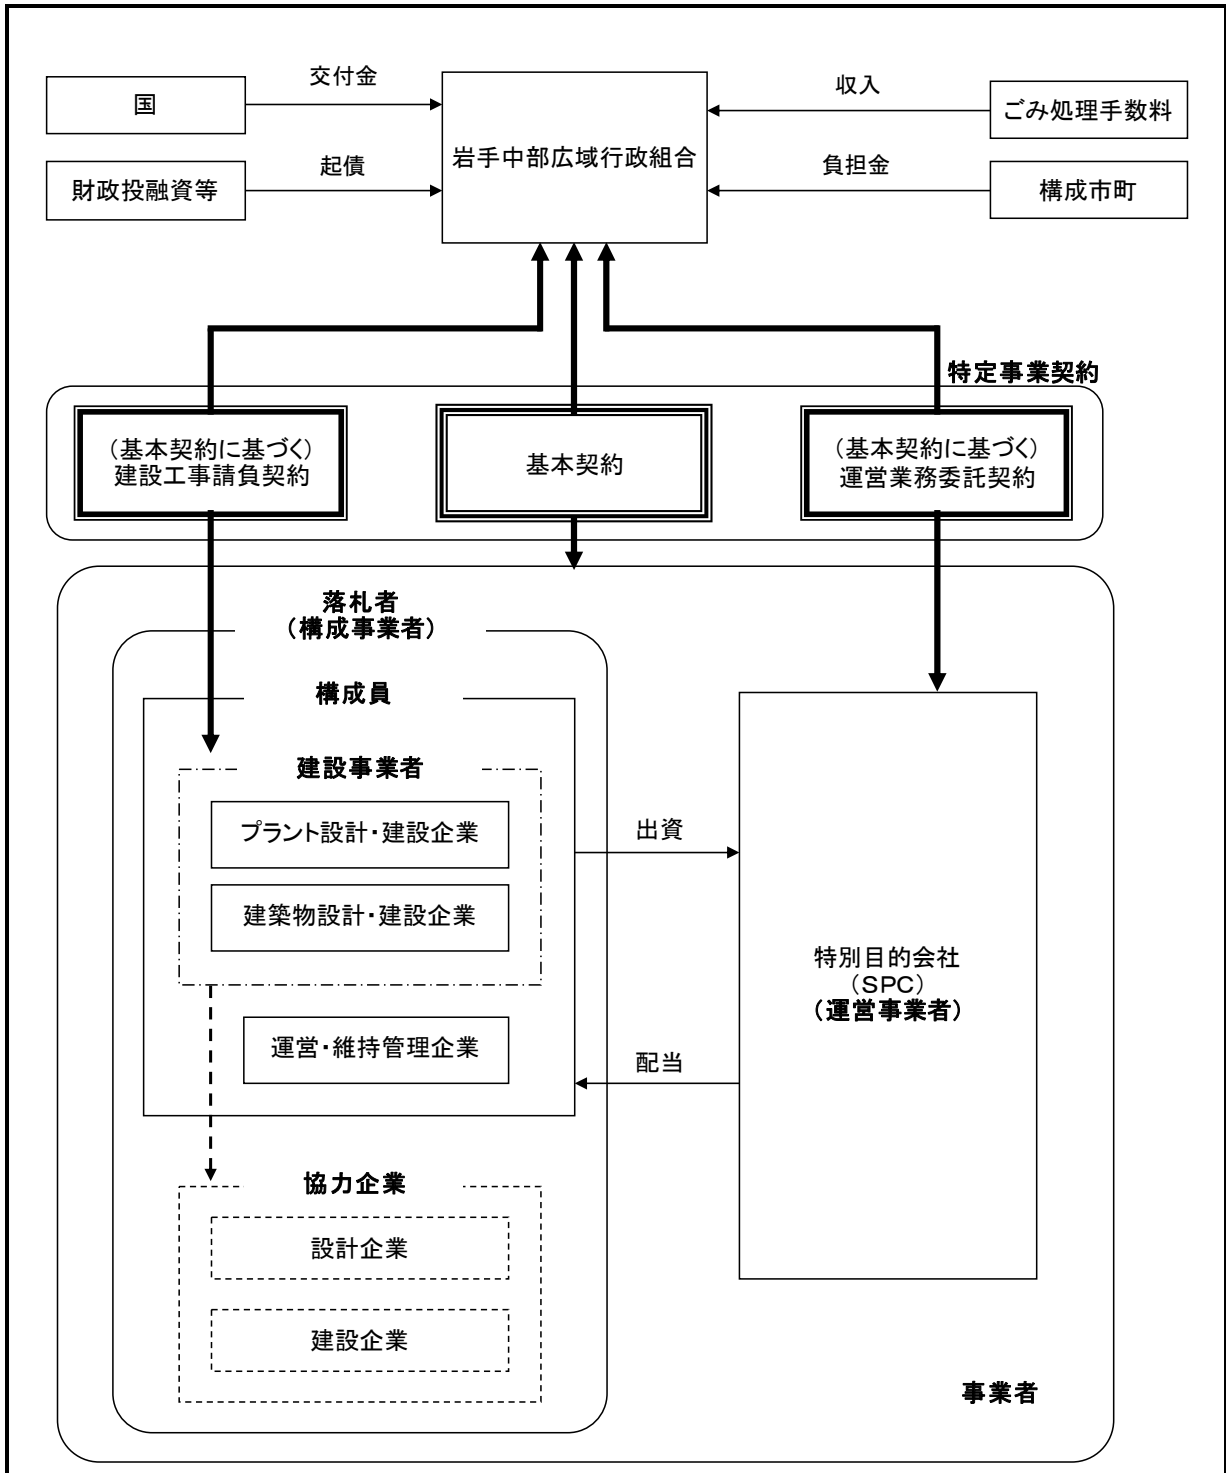 交付金
収入
国
ごみ処理手数料
岩手中部広域行政組合
起債
負担金
財政投融資等
構成市町
特定事業契約
（基本契約に基づく）
建設工事請負契約
基本契約
（基本契約に基づく）
運営業務委託契約
落札者
（構成事業者）
構成員
建設事業者
プラント設計・建設企業
出資
建築物設計・建設企業
特別目的会社
（SPC）
（運営事業者）
運営・維持管理企業
配当
協力企業
設計企業
建設企業
事業者